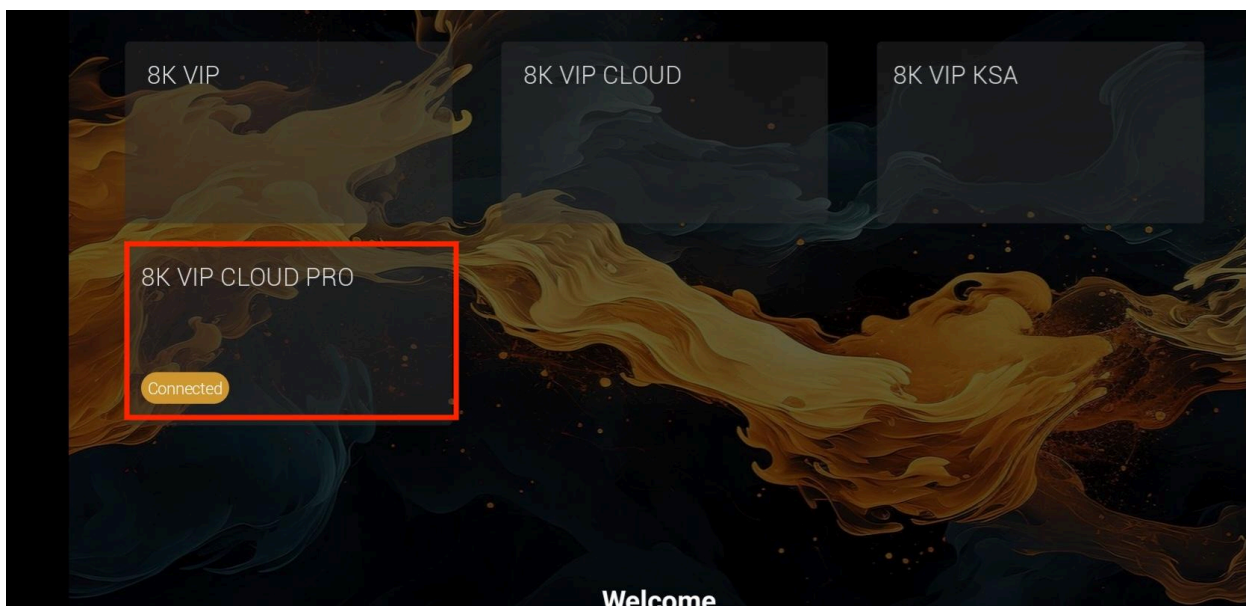 8K VIP
8K VIP CLOUD
8K VIP KSA
8K VIP CLOUD PRO
Connected
Welcome